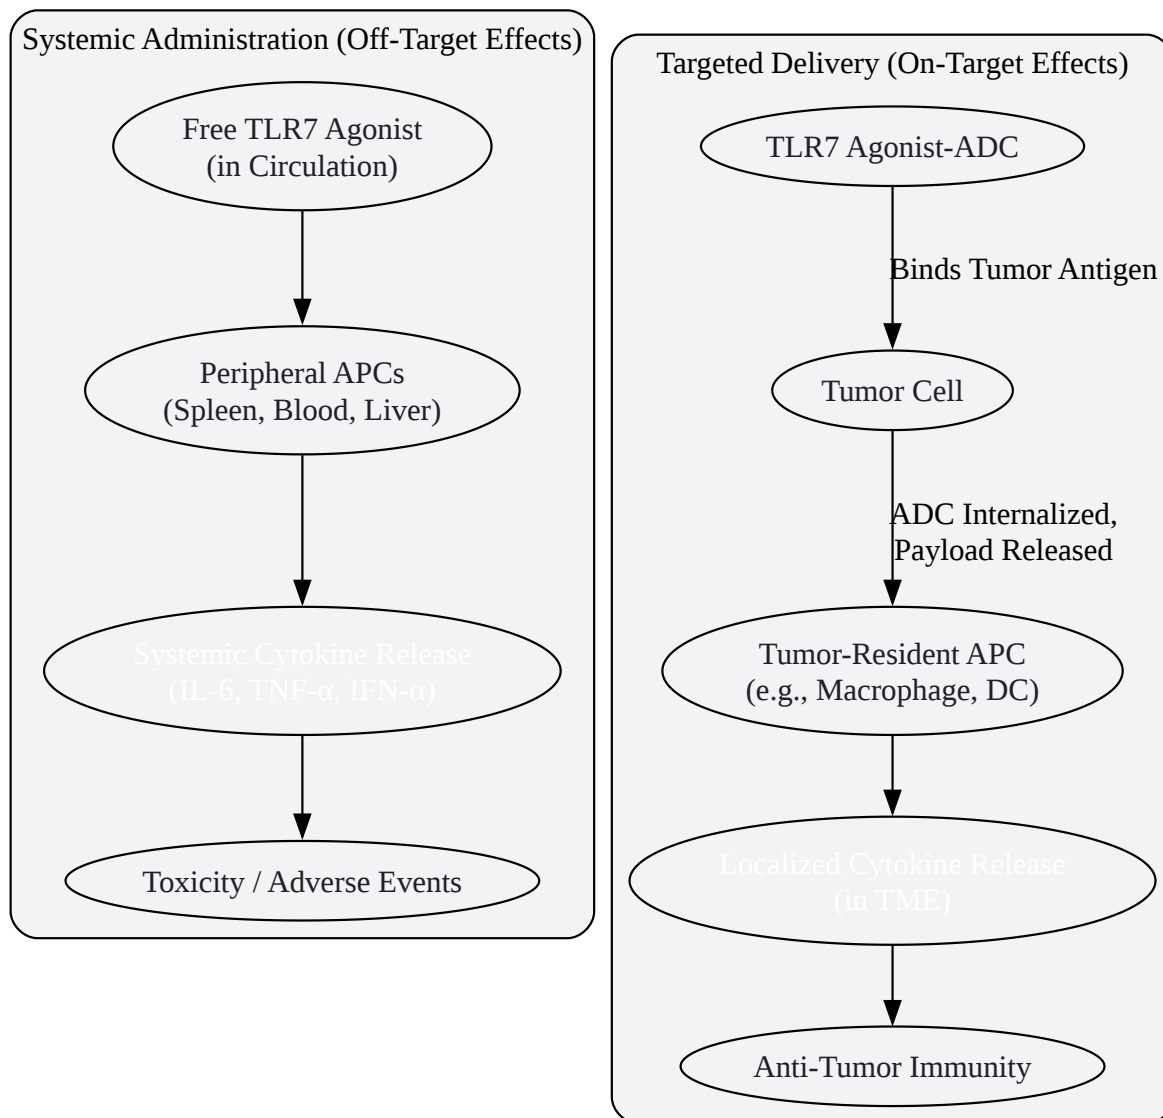 Systemic Administration (Off-Target Effects)
Free TLR7 Agonist
(in Circulation)
Peripheral APCs
(Spleen, Blood, Liver)
Systemic Cytokine Release
(IL-6, TNF-α, IFN-α)
Toxicity / Adverse Events
Targeted Delivery (On-Target Effects)
TLR7 Agonist-ADC
Binds Tumor Antigen
Tumor Cell
ADC Internalized,
Payload Released
Tumor-Resident APC
(e.g., Macrophage, DC)
Localized Cytokine Release
(in TME)
Anti-Tumor Immunity